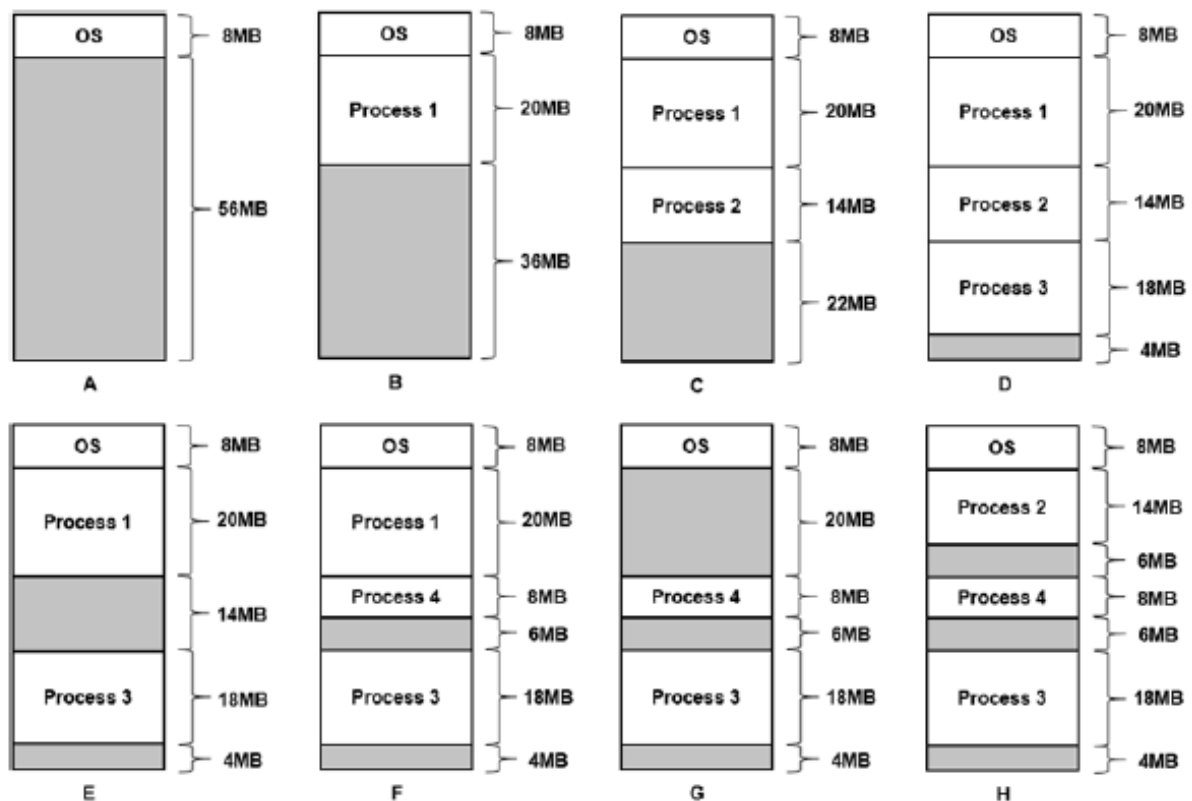 OS
8MB
56MB
A
OS
8MB
Process 1
20MB
36MB
B
OS
8MB
Process 1
20MB
Process 2
14MB
22MB
C
OS
8MB
Process 1
20MB
Process 2
14MB
Process 3
18MB
4MB
D
OS
8MB
Process 1
20MB
14MB
Process 3
18MB
4MB
E
OS
8MB
Process 1
20MB
Process 4
8MB
6MB
Process 3
18MB
4MB
F
OS
8MB
20MB
Process 4
8MB
6MB
Process 3
18MB
4MB
G
OS
8MB
Process 2
14MB
6MB
Process 4
8MB
6MB
Process 3
18MB
4MB
H